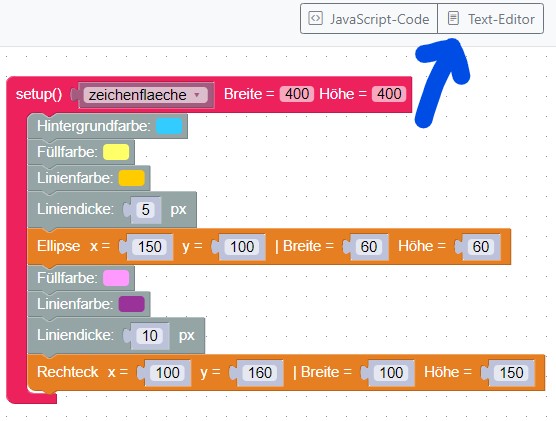 JavaScript-Code Text-Editor
setup() zeichenflaeche Breite = 400 Höhe = 400
Hintergrundfarbe:
Füllfarbe:
Linienfarbe:
Liniendicke: 5 px
Ellipse x = 150 y = 100 | Breite = 60 Höhe = 60
Füllfarbe:
Linienfarbe:
Liniendicke: 10 px
Rechteck x = 100 y = 160 | Breite = 100 Höhe = 150